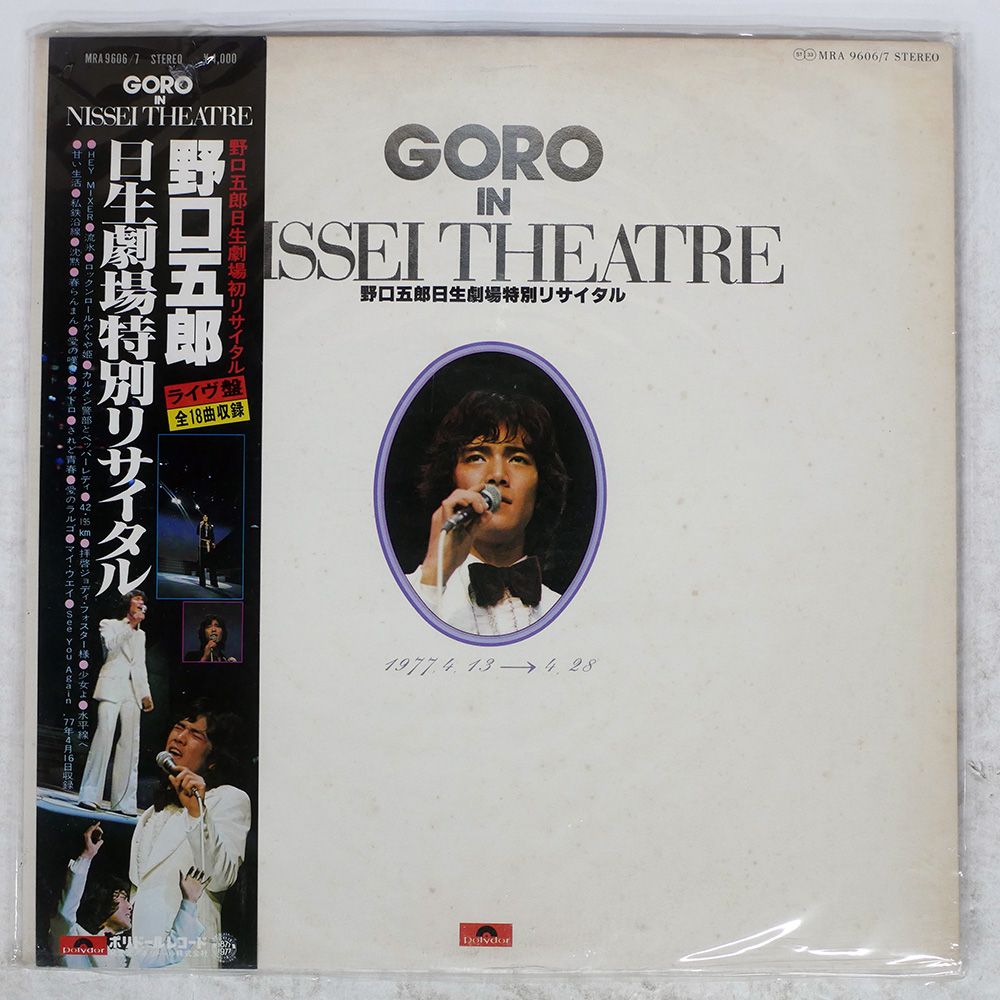 MRA 9606/7 STEREO ¥4,000
GORO
IN
NISSEI THEATRE
野口五郎日生劇場初リサイタル
野口五郎
ライヴ盤
全18曲収録
日生劇場特別リサイタル
●HEY MIXER●流氷●ロックンロールかぐや姫●カルメン警部とペッパーレディ●42.195km●拝啓ジョディ・フォスター様●少女よ●水平線へ
●甘い生活●私鉄沿線●沈黙●春らんまん●愛の嘆き●アドロ●されど青春●愛のラルゴ●マイ・ウエイ●See You Again '77年4月16日収録
Polydor
ポリドールレコード
ST 33 MRA 9606/7 STEREO
GORO
IN
ISSEI THEATRE
野口五郎日生劇場特別リサイタル
1977.4.13→4.28
Polydor